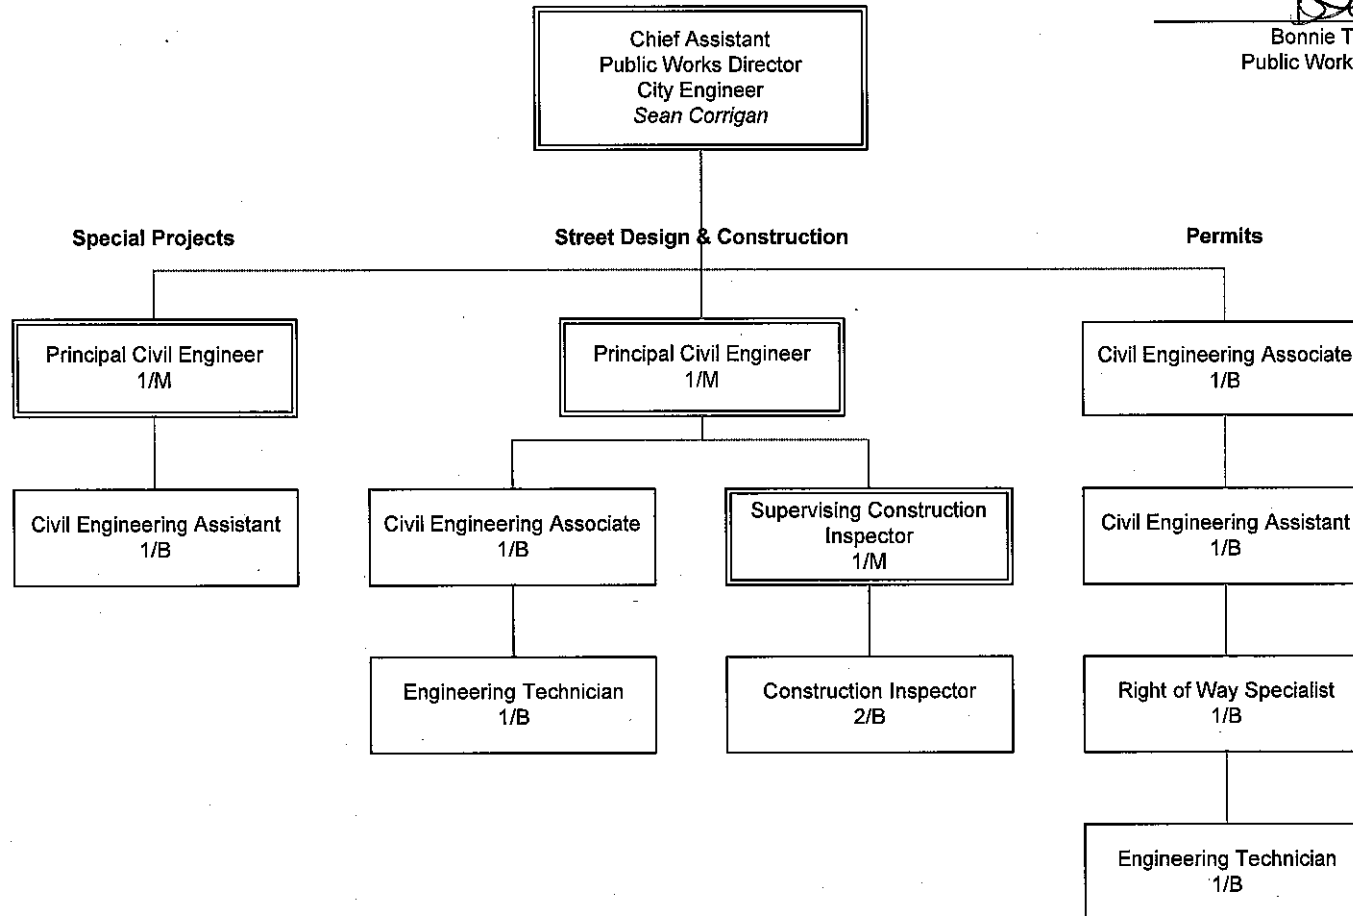 Chief Assistant
Public Works Director
City Engineer
Sean Corrigan
Bonnie T
Public Work
Special Projects
Street Design & Construction
Permits
Principal Civil Engineer
1/M
Principal Civil Engineer
1/M
Civil Engineering Associate
1/B
Civil Engineering Assistant
1/B
Civil Engineering Associate
1/B
Supervising Construction
Inspector
1/M
Civil Engineering Assistant
1/B
Engineering Technician
1/B
Construction Inspector
2/B
Right of Way Specialist
1/B
Engineering Technician
1/B